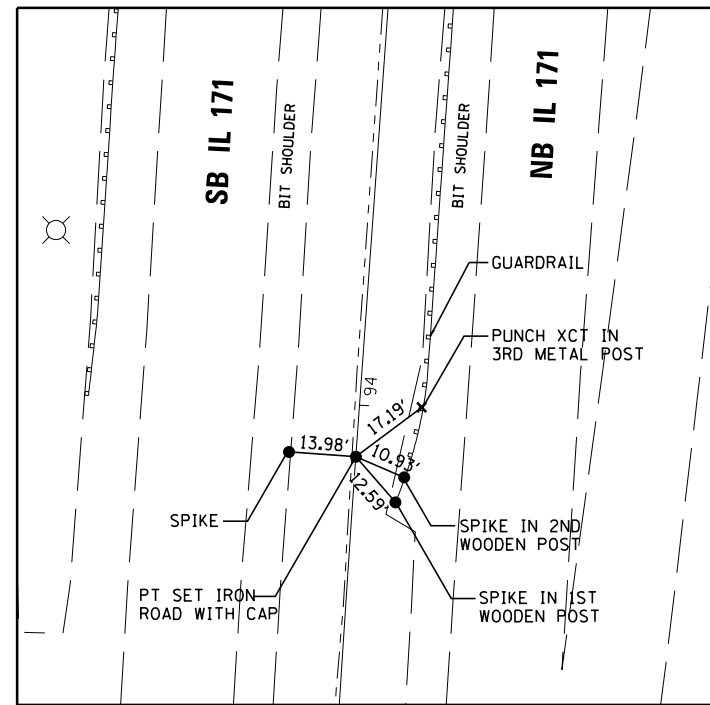 SB IL 171
BIT SHOULDER
BIT SHOULDER
NB IL 171
GUARDRAIL
PUNCH XCT IN
3RD METAL POST
94
17.19'
13.98'
10.93'
12.59'
SPIKE
SPIKE IN 2ND
WOODEN POST
PT SET IRON
ROAD WITH CAP
SPIKE IN 1ST
WOODEN POST